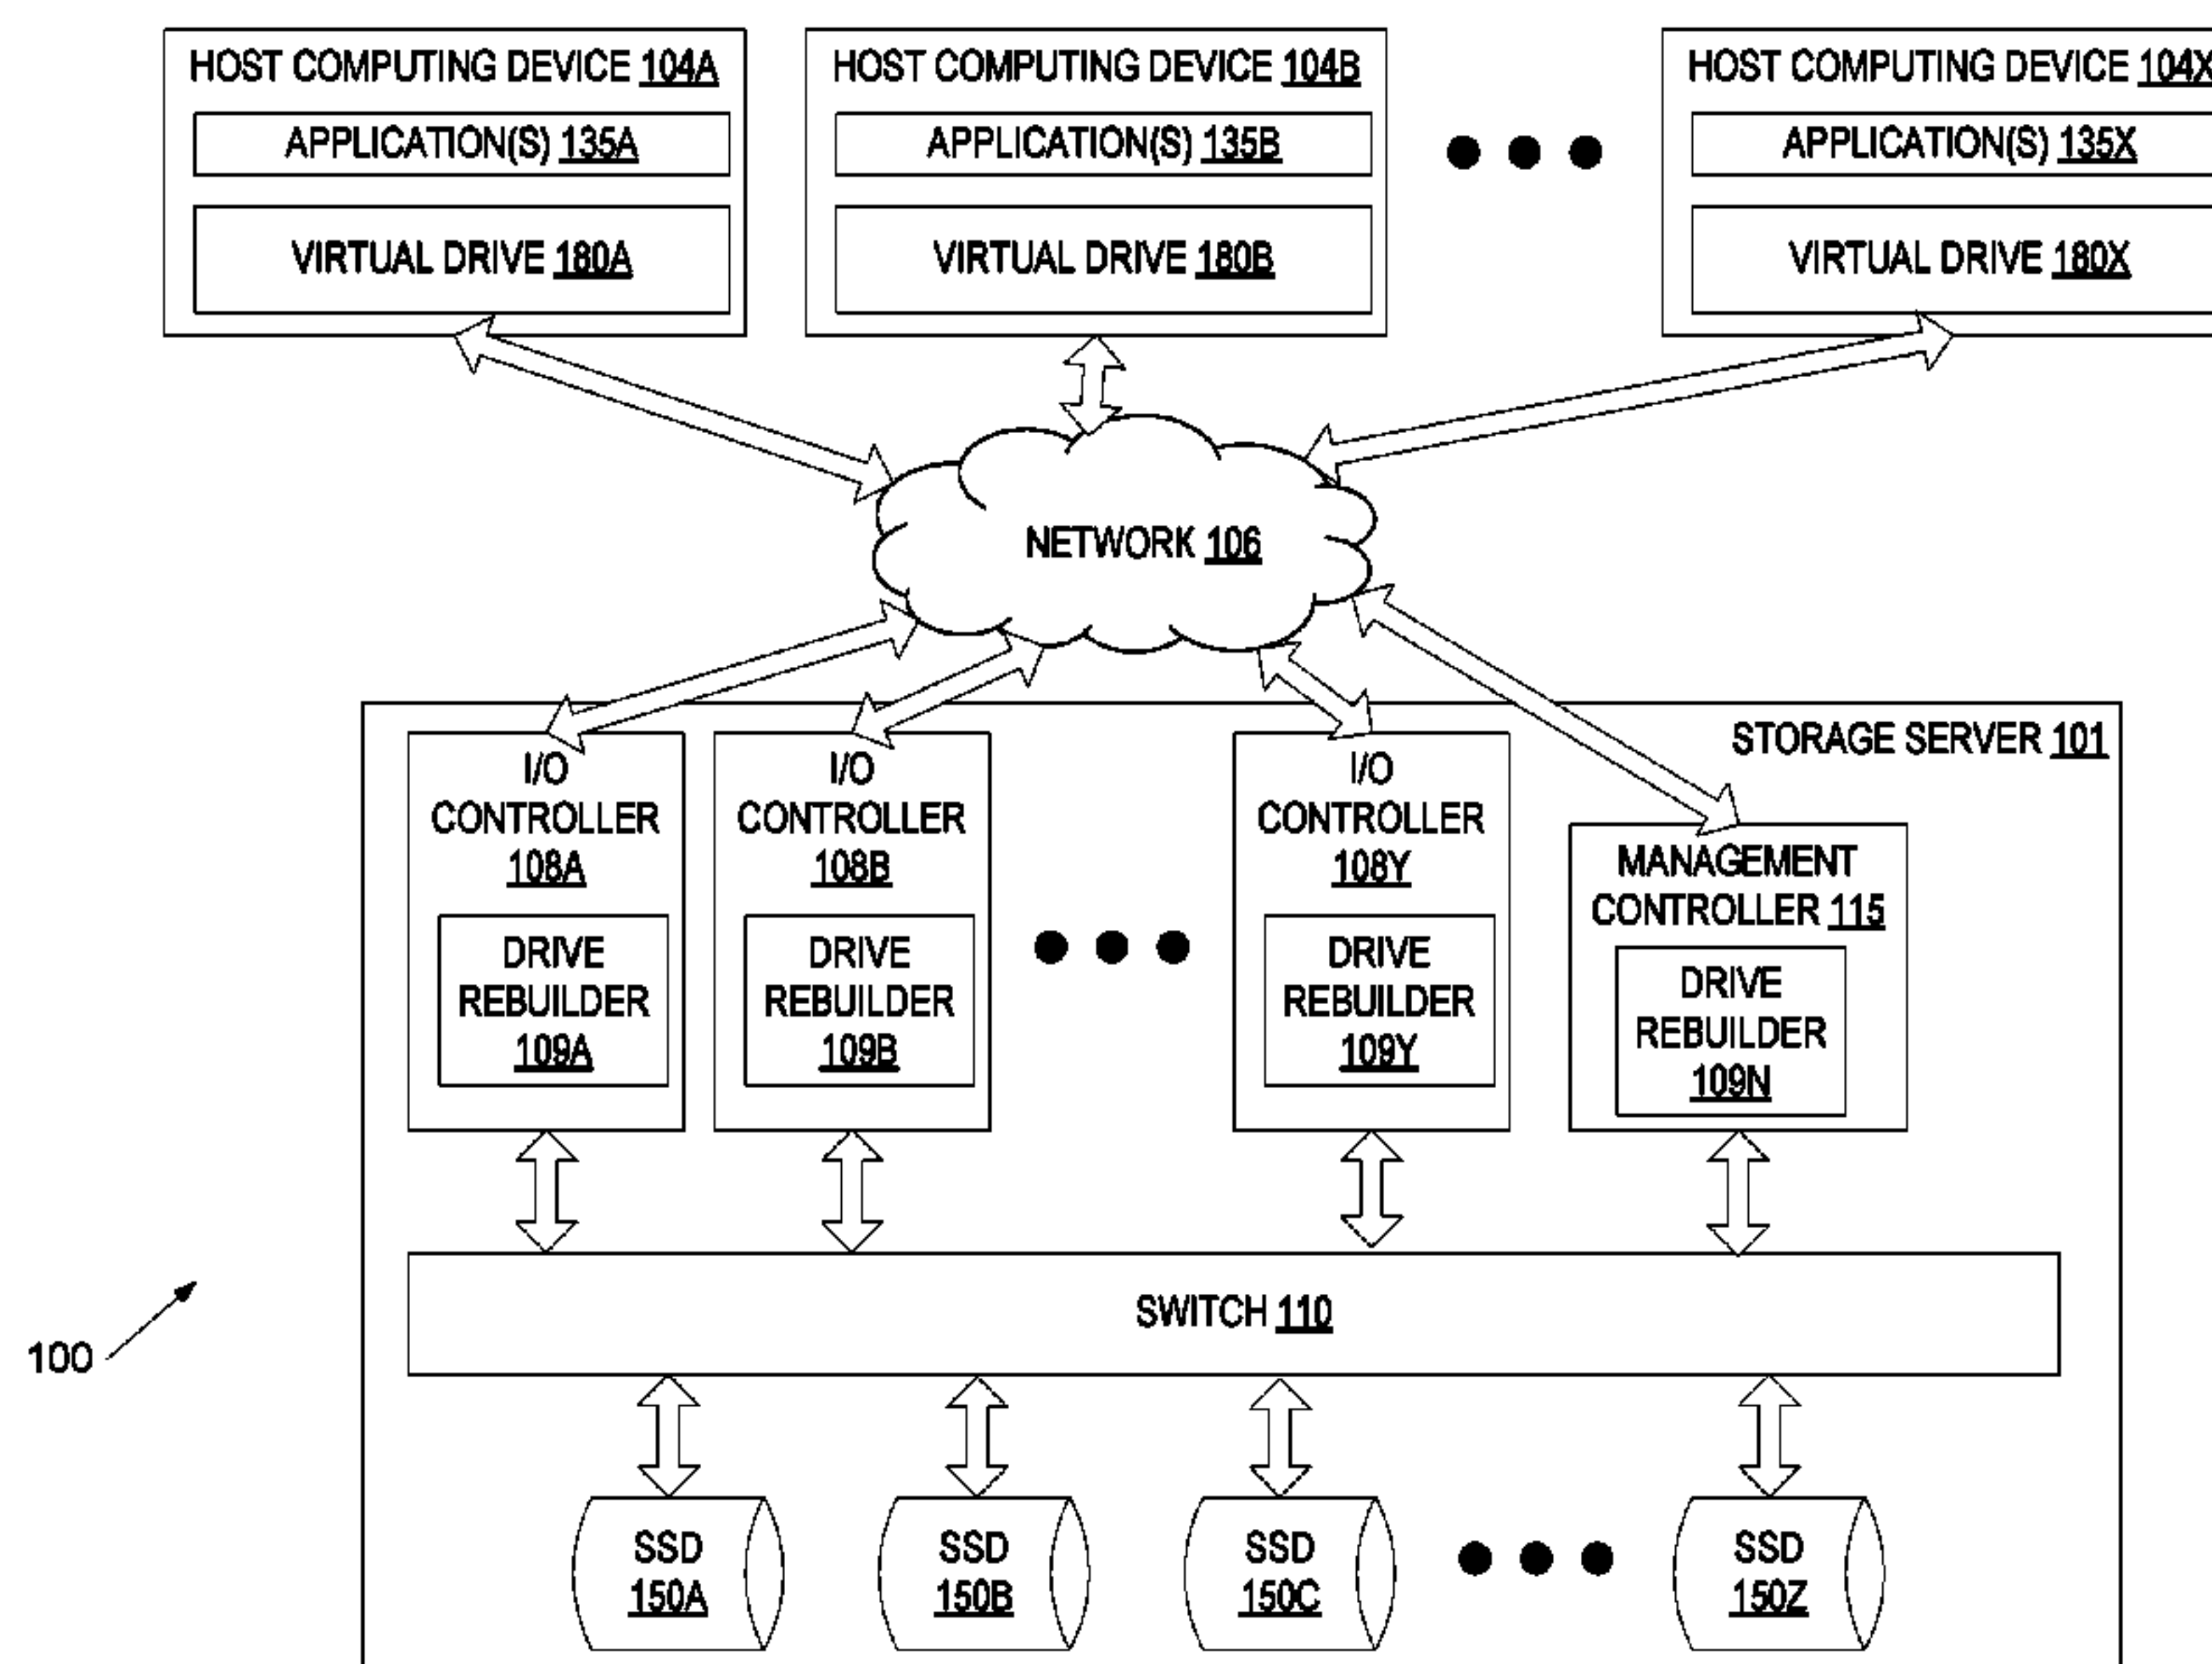 HOST COMPUTING DEVICE 104A
APPLICATION(S) 135A
VIRTUAL DRIVE 180A
HOST COMPUTING DEVICE 104B
APPLICATION(S) 135B
VIRTUAL DRIVE 180B
HOST COMPUTING DEVICE 104X
APPLICATION(S) 135X
VIRTUAL DRIVE 180X
NETWORK 106
STORAGE SERVER 101
I/O
CONTROLLER
108A
DRIVE
REBUILDER
109A
I/O
CONTROLLER
108B
DRIVE
REBUILDER
109B
I/O
CONTROLLER
108Y
DRIVE
REBUILDER
109Y
MANAGEMENT
CONTROLLER 115
DRIVE
REBUILDER
109N
SWITCH 110
100
SSD
150A
SSD
150B
SSD
150C
SSD
150Z